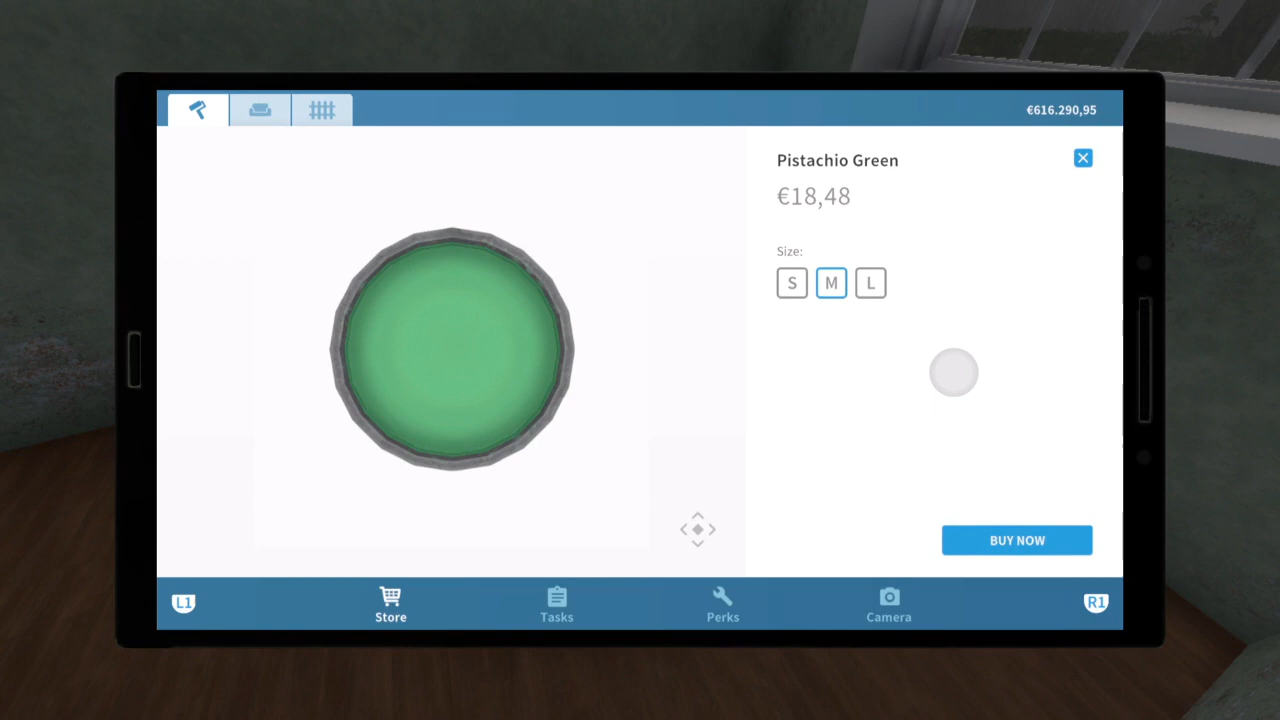 €616.290,95
Pistachio Green
€18,48
Size:
S M L
BUY NOW
L1
Store
Tasks
Perks
Camera
R1